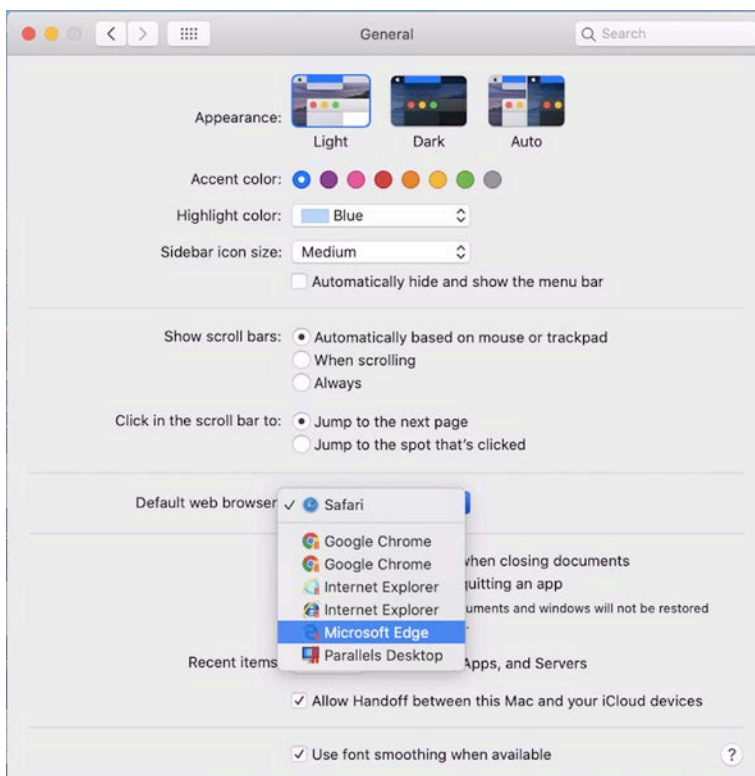 General
Search
Appearance:
Light Dark Auto
Accent color:
Highlight color: Blue
Sidebar icon size: Medium
Automatically hide and show the menu bar
Show scroll bars: Automatically based on mouse or trackpad
When scrolling
Always
Click in the scroll bar to: Jump to the next page
Jump to the spot that's clicked
Default web browser ✓ Safari
Google Chrome
Google Chrome when closing documents
Internet Explorer quitting an app
Internet Explorer windows will not be restored
Microsoft Edge
Recent items Parallels Desktop Apps, and Servers
✓ Allow Handoff between this Mac and your iCloud devices
✓ Use font smoothing when available ?